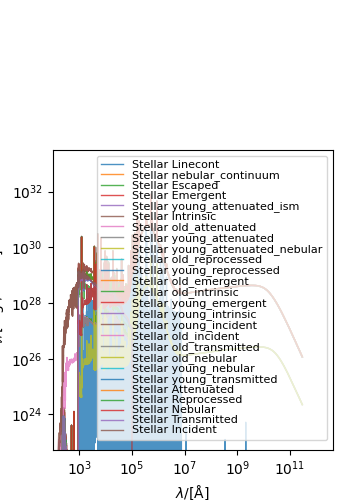 10^32
10^30
10^28
10^26
10^24
Stellar Linecont
Stellar nebular_continuum
Stellar Escaped
Stellar Emergent
Stellar young_attenuated_ism
Stellar Intrinsic
Stellar old_attenuated
Stellar young_attenuated
Stellar young_attenuated_nebular
Stellar old_reprocessed
Stellar young_reprocessed
Stellar old_emergent
Stellar old_intrinsic
Stellar young_emergent
Stellar young_intrinsic
Stellar young_incident
Stellar old_incident
Stellar old_transmitted
Stellar old_nebular
Stellar young_nebular
Stellar young_transmitted
Stellar Attenuated
Stellar Reprocessed
Stellar Nebular
Stellar Transmitted
Stellar Incident
10^3 10^5 10^7 10^9 10^11
λ/[Å]